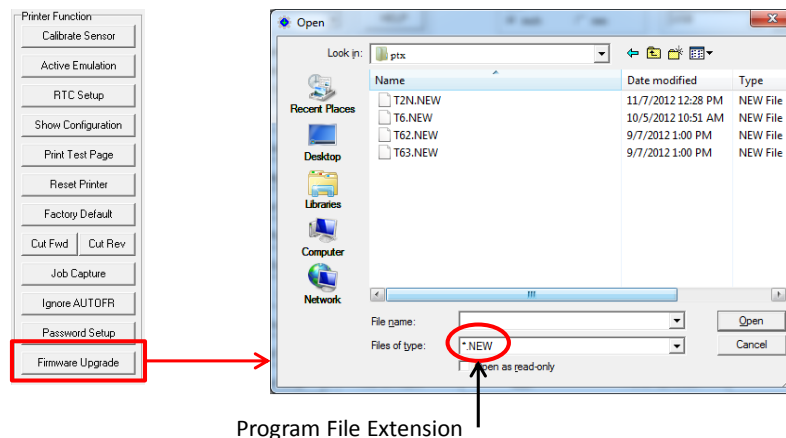 Printer Function
Calibrate Sensor
Active Emulation
RTC Setup
Show Configuration
Print Test Page
Reset Printer
Factory Default
Cut Fwd Cut Rev
Job Capture
Ignore AUTOFR
Password Setup
Firmware Upgrade
Open
Look in: ptx
Name Date modified Type
T2N.NEW 11/7/2012 12:28 PM NEW File
T6.NEW 10/5/2012 10:51 AM NEW File
T62.NEW 9/7/2012 1:00 PM NEW File
T63.NEW 9/7/2012 1:00 PM NEW File
Recent Places
Desktop
Libraries
Computer
Network
File name: Open
Files of type: *.NEW Cancel
Open as read-only
Program File Extension